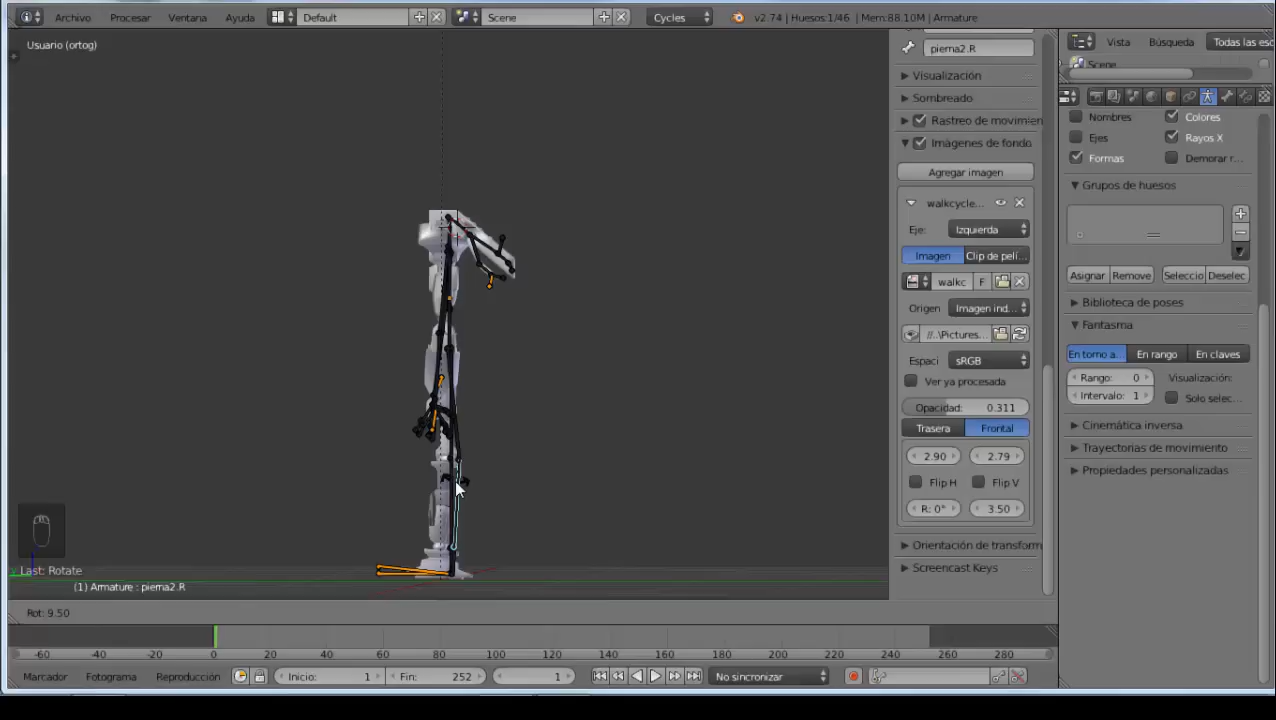 Archivo Procesar Ventana Ayuda Default Scene Cycles v2.74 | Huesos:1/46 | Mem:88.10M | Armature
Usuario (ortog)
pierna2.R
Visualización
Sombreado
Rastreo de movimien
Imágenes de fondo
Agregar imagen
walkcycle...
Eje: Izquierda
Imagen Clip de pelí...
walkc F
Origen Imagen ind...
//..\Pictures...
Espaci sRGB
Ver ya procesada
Opacidad: 0.311
Trasera Frontal
2.90 2.79
Flip H Flip V
R: 0° 3.50
Orientación de transform
Screencast Keys
Vista Búsqueda Todas las esc
Scene
Nombres Colores
Ejes Rayos X
Formas Demorar r...
Grupos de huesos
Asignar Remove Seleccio Deselec
Biblioteca de poses
Fantasma
En torno a... En rango En claves
Rango: 0 Visualización:
Intervalo: 1 Solo selec...
Cinemática inversa
Trayectorias de movimiento
Propiedades personalizadas
y Last: Rotate
(1) Armature : pierna2.R
Rot: 9.50
-60 -40 -20 0 20 40 60 80 100 120 140 160 180 200 220 240 260 280
Marcador Fotograma Reproducción Inicio: 1 Fin: 252 1 No sincronizar